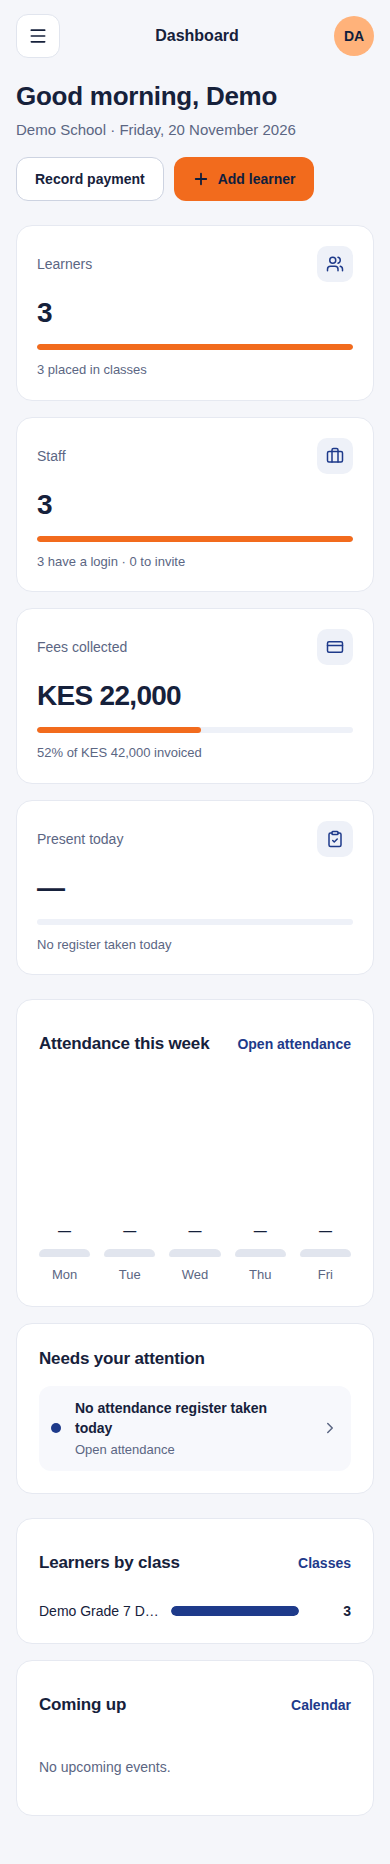 Dashboard
DA
Good morning, Demo
Demo School · Friday, 20 November 2026
Record payment
Add learner
Learners
3
3 placed in classes
Staff
3
3 have a login · 0 to invite
Fees collected
KES 22,000
52% of KES 42,000 invoiced
Present today
—
No register taken today
Attendance this week
Open attendance
— — — — —
Mon Tue Wed Thu Fri
Needs your attention
No attendance register taken
today
Open attendance
Learners by class
Classes
Demo Grade 7 D… 3
Coming up
Calendar
No upcoming events.